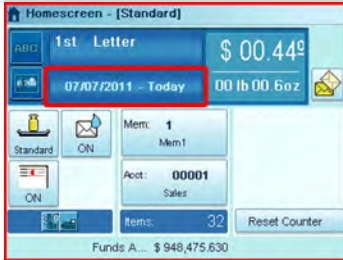 Homescreen - [Standard]
ABC
1st Letter
$ 00.44⁹
07/07/2011 - Today
00 lb 00.6oz
Standard
ON
Mem: 1
Mem1
ON
Acct: 00001
Sales
Items: 32
Reset Counter
Funds A... $ 948,475.630